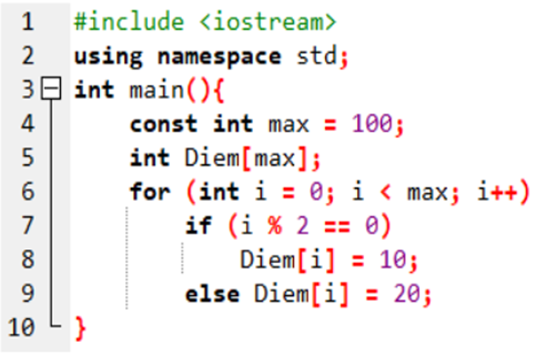 1 #include <iostream>
2 using namespace std;
3 int main(){
4 const int max = 100;
5 int Diem[max];
6 for (int i = 0; i < max; i++)
7 if (i % 2 == 0)
8 Diem[i] = 10;
9 else Diem[i] = 20;
10 }